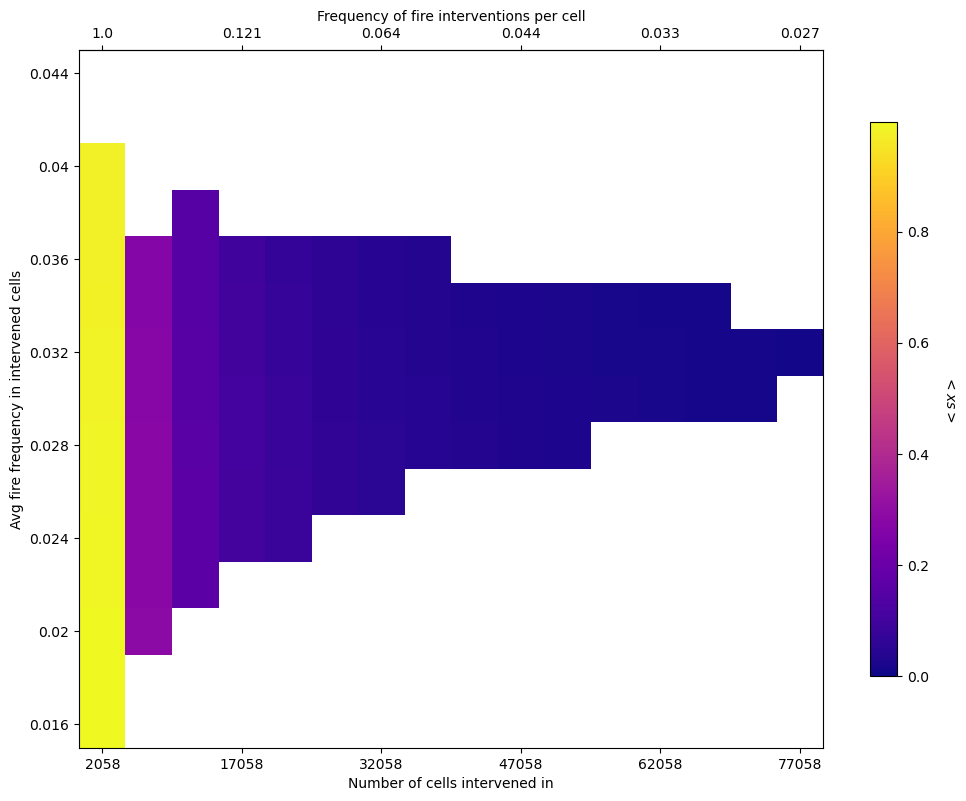 Frequency of fire interventions per cell
1.0 0.121 0.064 0.044 0.033 0.027
0.044
0.04
0.036
0.032
0.028
0.024
0.02
0.016
Avg fire frequency in intervened cells
2058 17058 32058 47058 62058 77058
Number of cells intervened in
0.8
0.6
0.4
0.2
0.0
< xs >